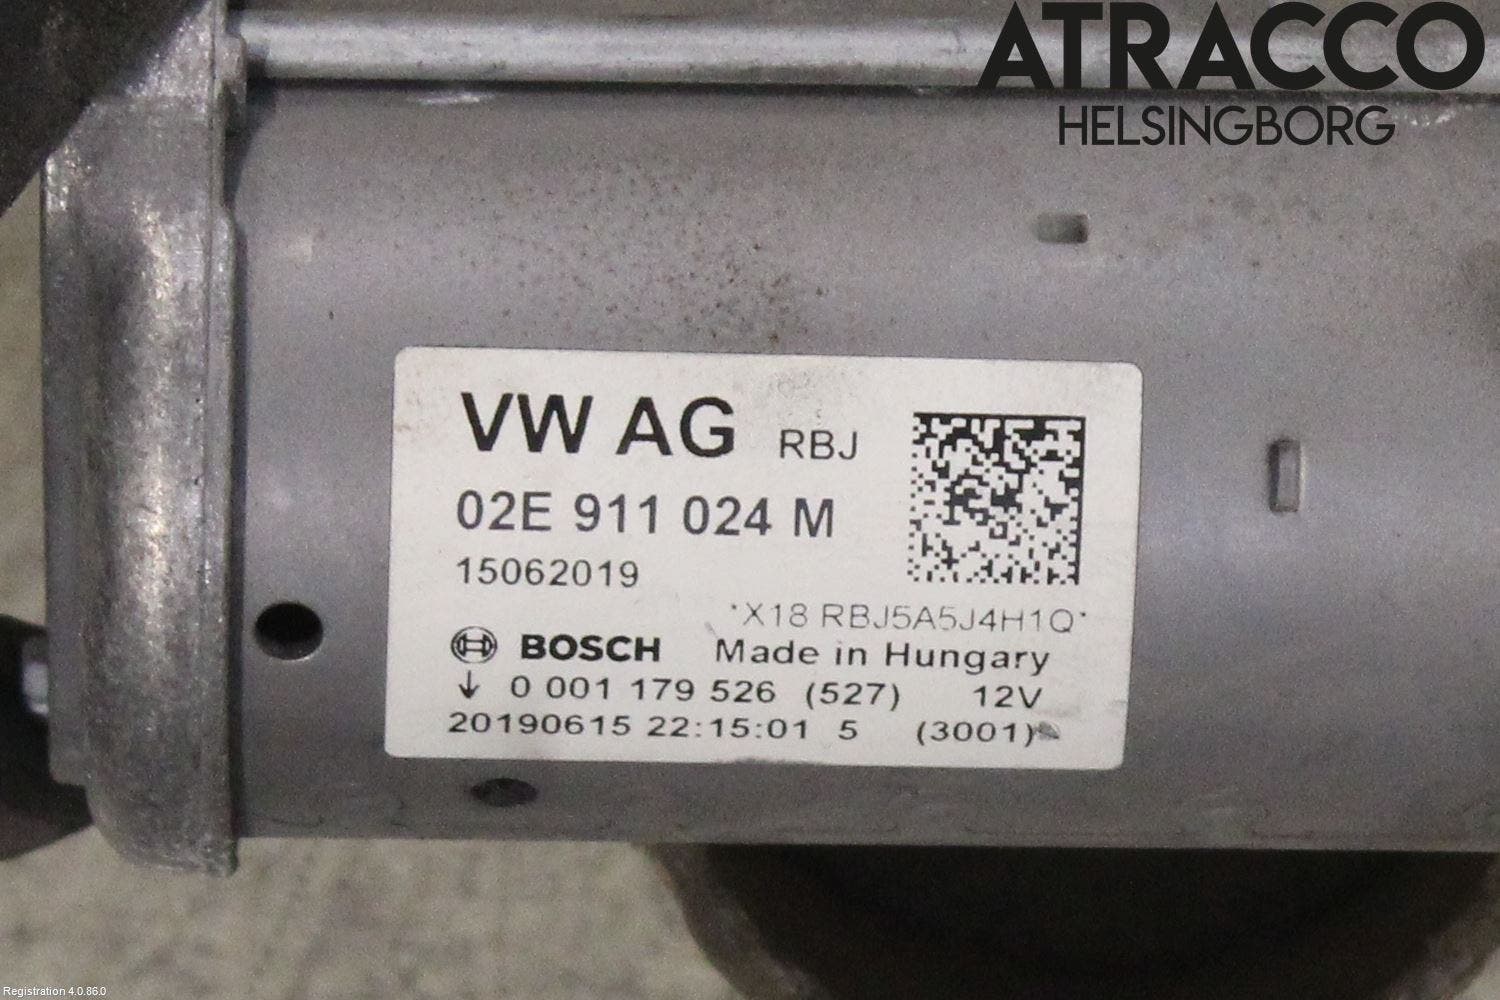 ATRACCO
HELSINGBORG
VW AG RBJ
02E 911 024 M
15062019
*X18 RBJ5A5J4H1Q*
BOSCH Made in Hungary
↓ 0 001 179 526 (527) 12V
20190615 22:15:01 5 (3001)
Registration 4.0.86.0